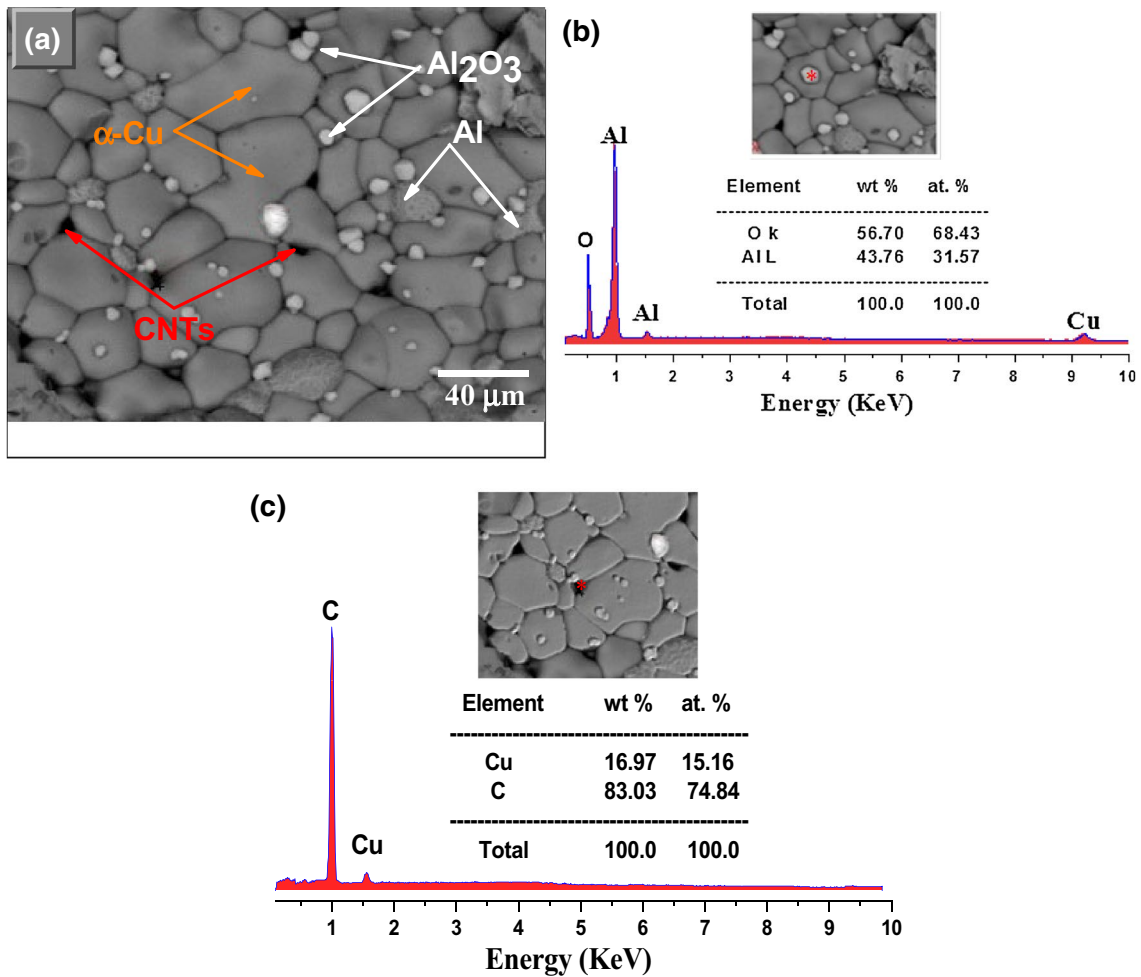 (a)
Al2O3
α-Cu
Al
CNTs
40 µm
(b)
Al
O
Al
Cu
Element wt % at. %
----------------------------------------
O k 56.70 68.43
Al L 43.76 31.57
----------------------------------------
Total 100.0 100.0
1 2 3 4 5 6 7 8 9 10
Energy (KeV)
(c)
C
Cu
Element wt % at. %
----------------------------------------
Cu 16.97 15.16
C 83.03 74.84
----------------------------------------
Total 100.0 100.0
1 2 3 4 5 6 7 8 9 10
Energy (KeV)